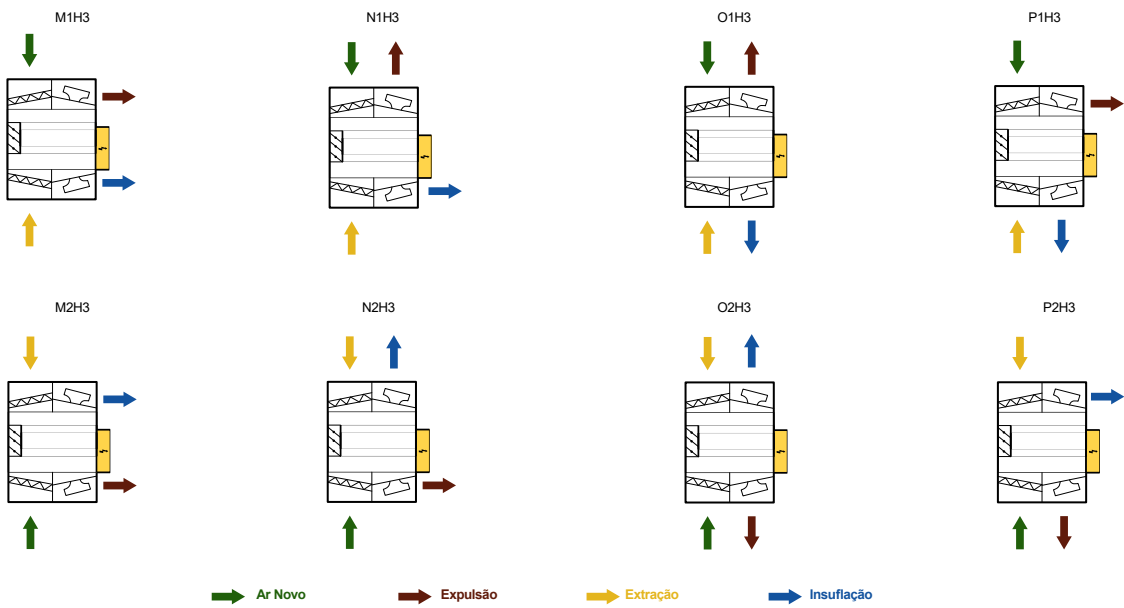 M1H3
N1H3
O1H3
P1H3
M2H3
N2H3
O2H3
P2H3
Ar Novo
Expulsão
Extração
Insuflação